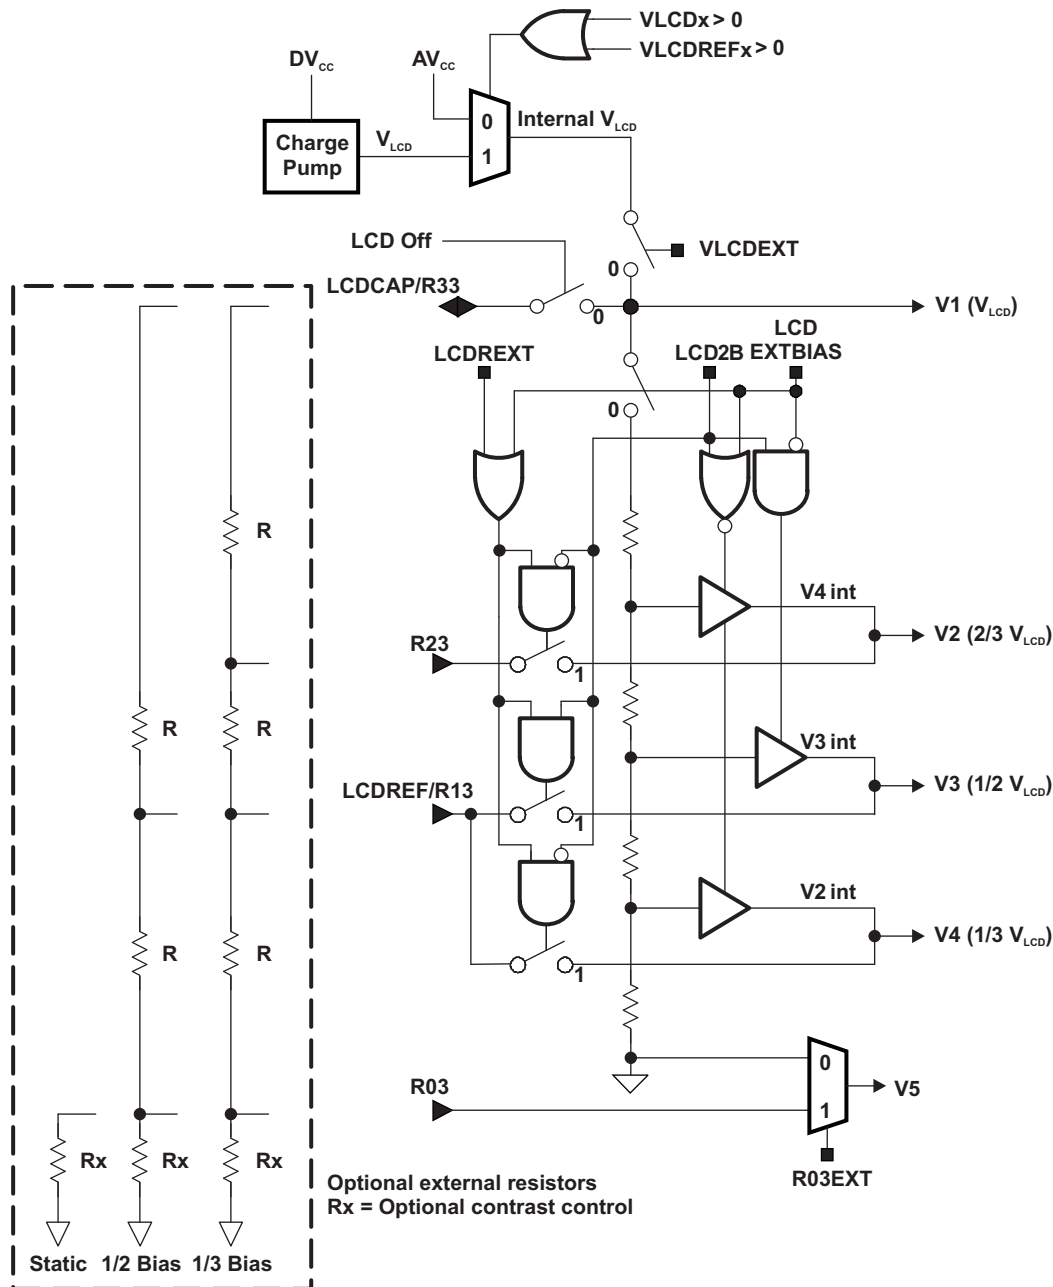 VLCDx > 0
VLCDREFx > 0
DVCC
AVCC
Charge
Pump
VLCD
0
1
Internal VLCD
LCD Off
VLCDEXT
0
LCDCAP/R33
0
V1 (VLCD)
LCDREXT
LCD2B
LCD
EXTBIAS
0
R
V4 int
R23
1
V2 (2/3 VLCD)
R
R
V3 int
LCDREF/R13
1
V3 (1/2 VLCD)
R
R
V2 int
1
V4 (1/3 VLCD)
R03
0
1
V5
R03EXT
Rx
Rx
Rx
Optional external resistors
Rx = Optional contrast control
Static
1/2 Bias
1/3 Bias